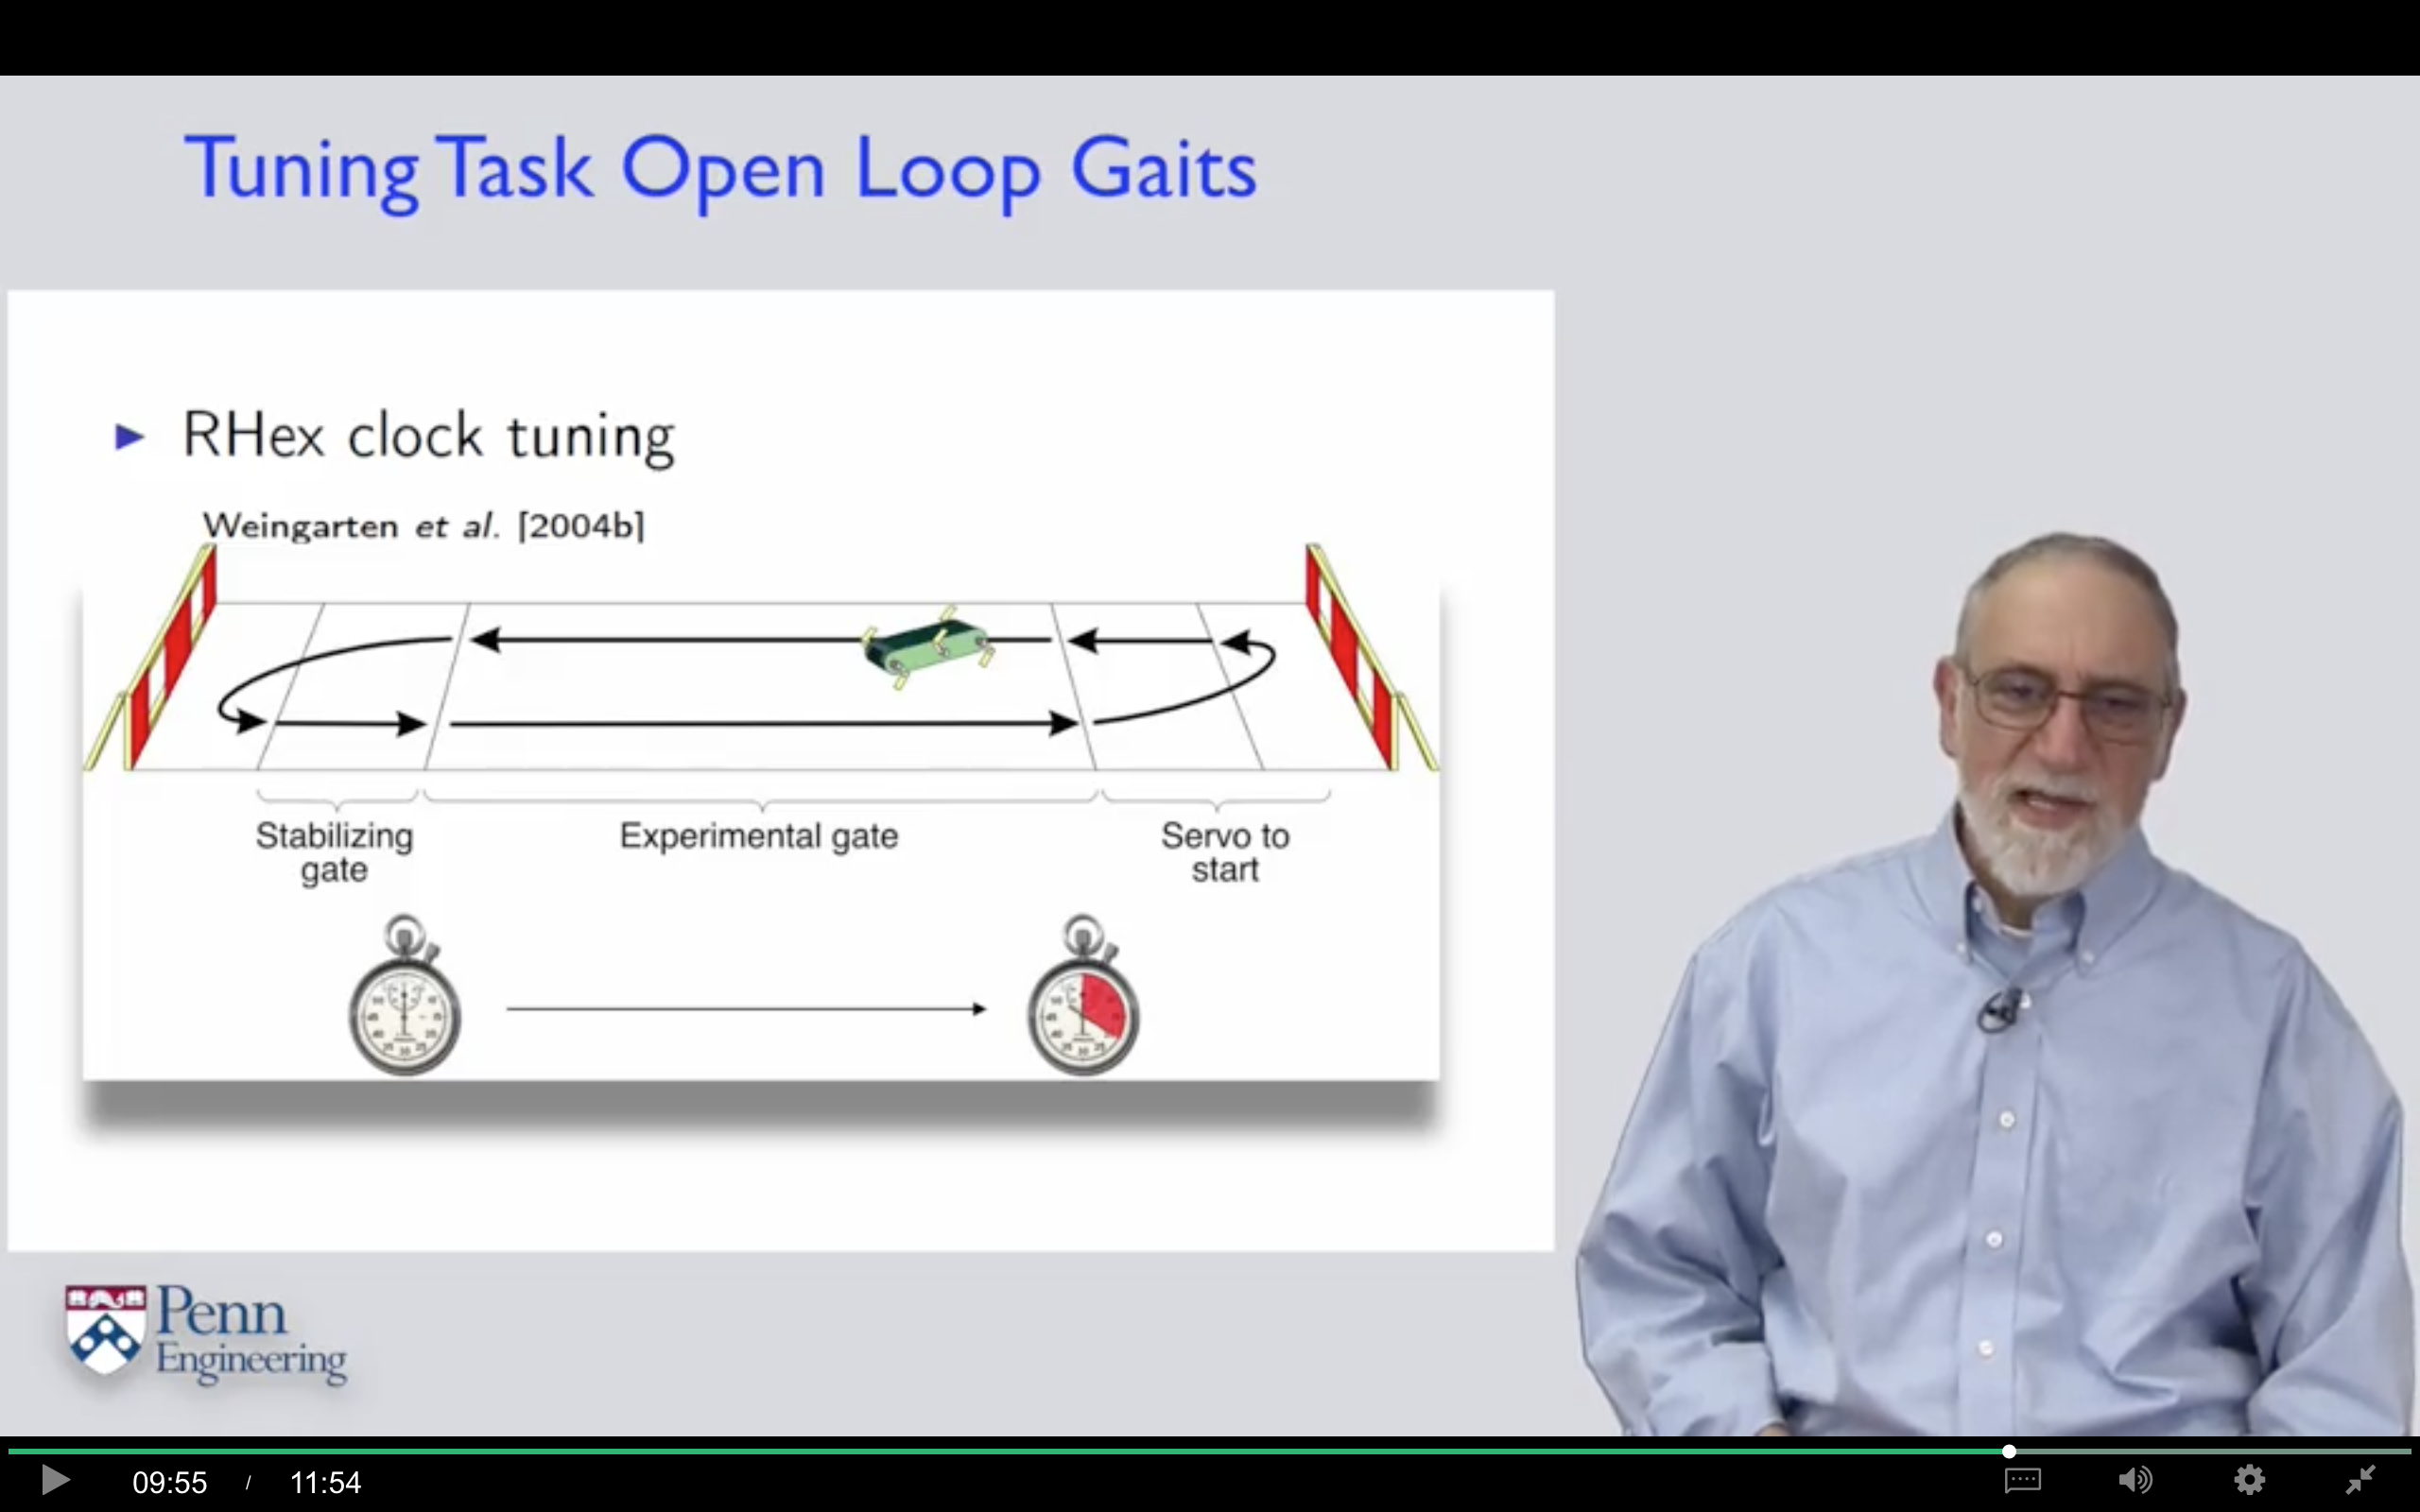 Tuning Task Open Loop Gaits
► RHex clock tuning
Weingarten et al. [2004b]
Stabilizing
gate
Experimental gate
Servo to
start
Penn
Engineering
09:55 / 11:54